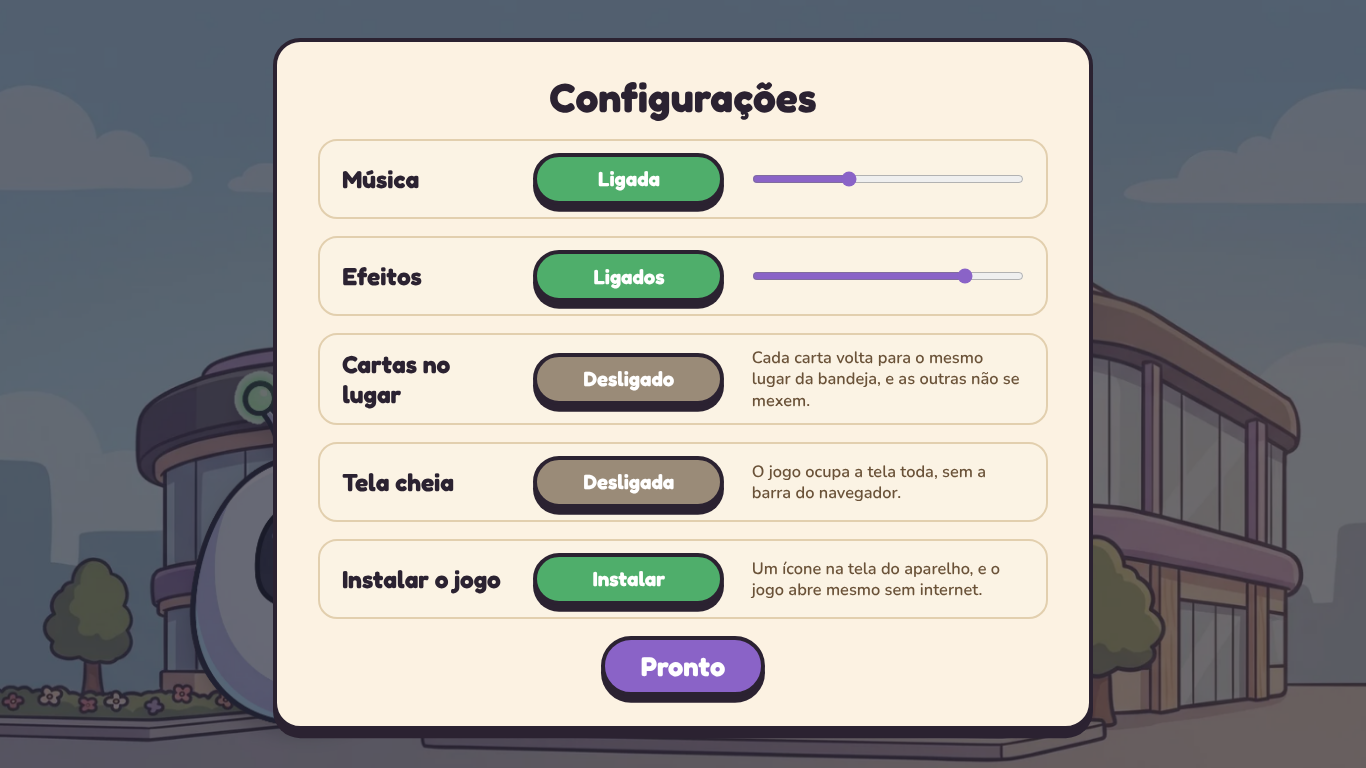 Configurações
Música
Ligada
Efeitos
Ligados
Cartas no
lugar
Desligado
Cada carta volta para o mesmo
lugar da bandeja, e as outras não se
mexem.
Tela cheia
Desligada
O jogo ocupa a tela toda, sem a
barra do navegador.
Instalar o jogo
Instalar
Um ícone na tela do aparelho, e o
jogo abre mesmo sem internet.
Pronto